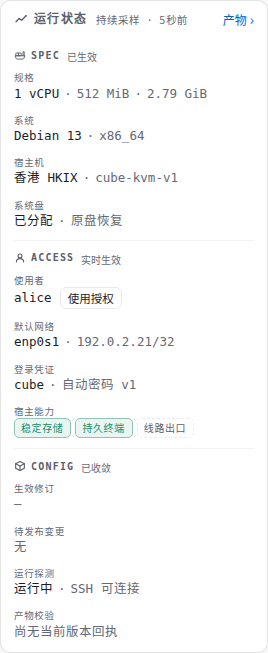 运行状态 持续采样 · 5秒前 产物 ›
SPEC 已生效
规格
1 vCPU · 512 MiB · 2.79 GiB
系统
Debian 13 · x86_64
宿主机
香港 HKIX · cube-kvm-v1
系统盘
已分配 · 原盘恢复
ACCESS 实时生效
使用者
alice 使用授权
默认网络
enp0s1 · 192.0.2.21/32
登录凭证
cube · 自动密码 v1
宿主能力
稳定存储 持久终端 线路出口
CONFIG 已收敛
生效修订
—
待发布变更
无
运行探测
运行中 · SSH 可连接
产物校验
尚无当前版本回执